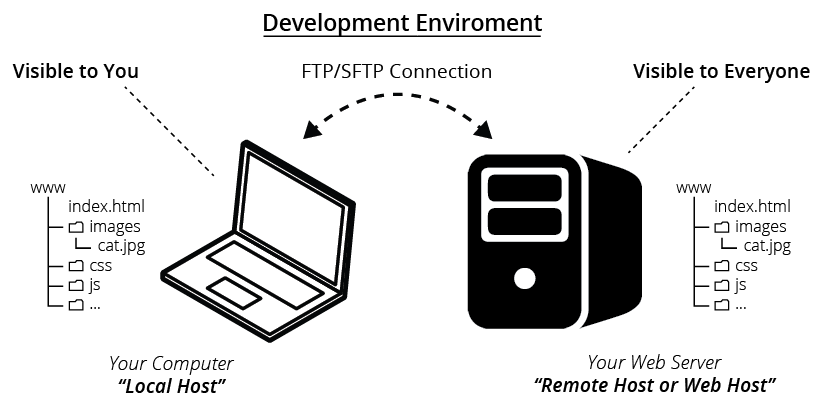 Development Enviroment
Visible to You
FTP/SFTP Connection
Visible to Everyone
www
index.html
images
cat.jpg
css
js
...
www
index.html
images
cat.jpg
css
js
...
Your Computer
“Local Host”
Your Web Server
“Remote Host or Web Host”